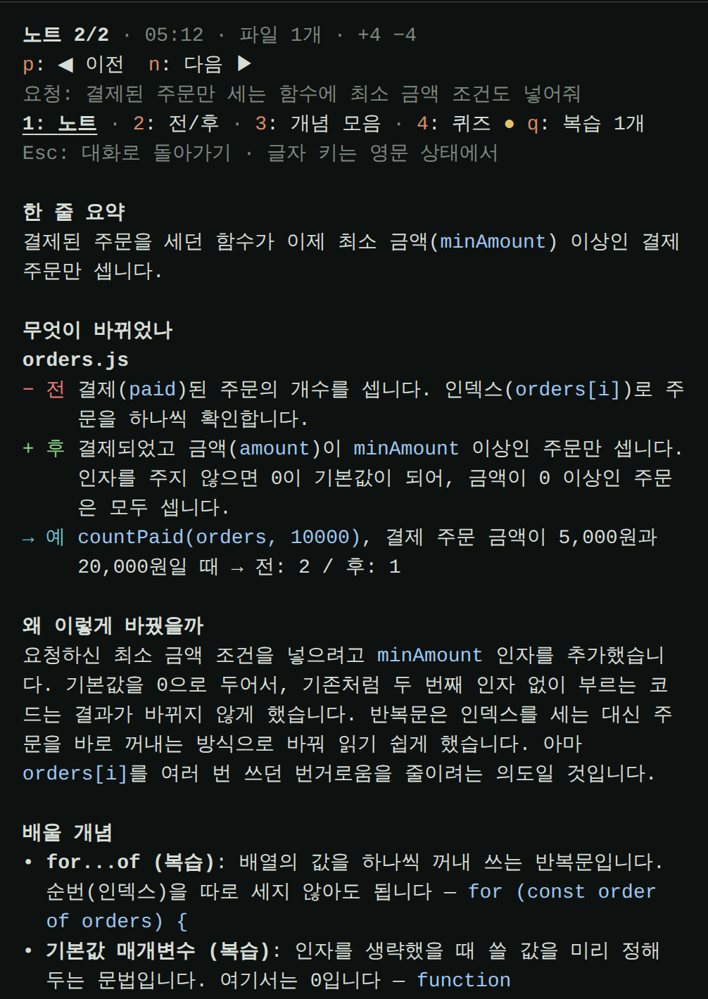 노트 2/2 · 05:12 · 파일 1개 · +4 −4
p: ◀ 이전  n: 다음 ▶
요청: 결제된 주문만 세는 함수에 최소 금액 조건도 넣어줘
1: 노트 · 2: 전/후 · 3: 개념 모음 · 4: 퀴즈 ● q: 복습 1개
Esc: 대화로 돌아가기 · 글자 키는 영문 상태에서
한 줄 요약
결제된 주문을 세던 함수가 이제 최소 금액(minAmount) 이상인 결제
주문만 셉니다.
무엇이 바뀌었나
orders.js
− 전 결제(paid)된 주문의 개수를 셉니다. 인덱스(orders[i])로 주
문을 하나씩 확인합니다.
+ 후 결제되었고 금액(amount)이 minAmount 이상인 주문만 셉니다.
인자를 주지 않으면 0이 기본값이 되어, 금액이 0 이상인 주문
은 모두 셉니다.
→ 예 countPaid(orders, 10000), 결제 주문 금액이 5,000원과
20,000원일 때 → 전: 2 / 후: 1
왜 이렇게 바꿨을까
요청하신 최소 금액 조건을 넣으려고 minAmount 인자를 추가했습니
다. 기본값을 0으로 두어서, 기존처럼 두 번째 인자 없이 부르는 코
드는 결과가 바뀌지 않게 했습니다. 반복문은 인덱스를 세는 대신 주
문을 바로 꺼내는 방식으로 바꿔 읽기 쉽게 했습니다. 아마
orders[i]를 여러 번 쓰던 번거로움을 줄이려는 의도일 것입니다.
배울 개념
• for...of (복습): 배열의 값을 하나씩 꺼내 쓰는 반복문입니다.
순번(인덱스)을 따로 세지 않아도 됩니다 — for (const order
of orders) {
• 기본값 매개변수 (복습): 인자를 생략했을 때 쓸 값을 미리 정해
두는 문법입니다. 여기서는 0입니다 — function